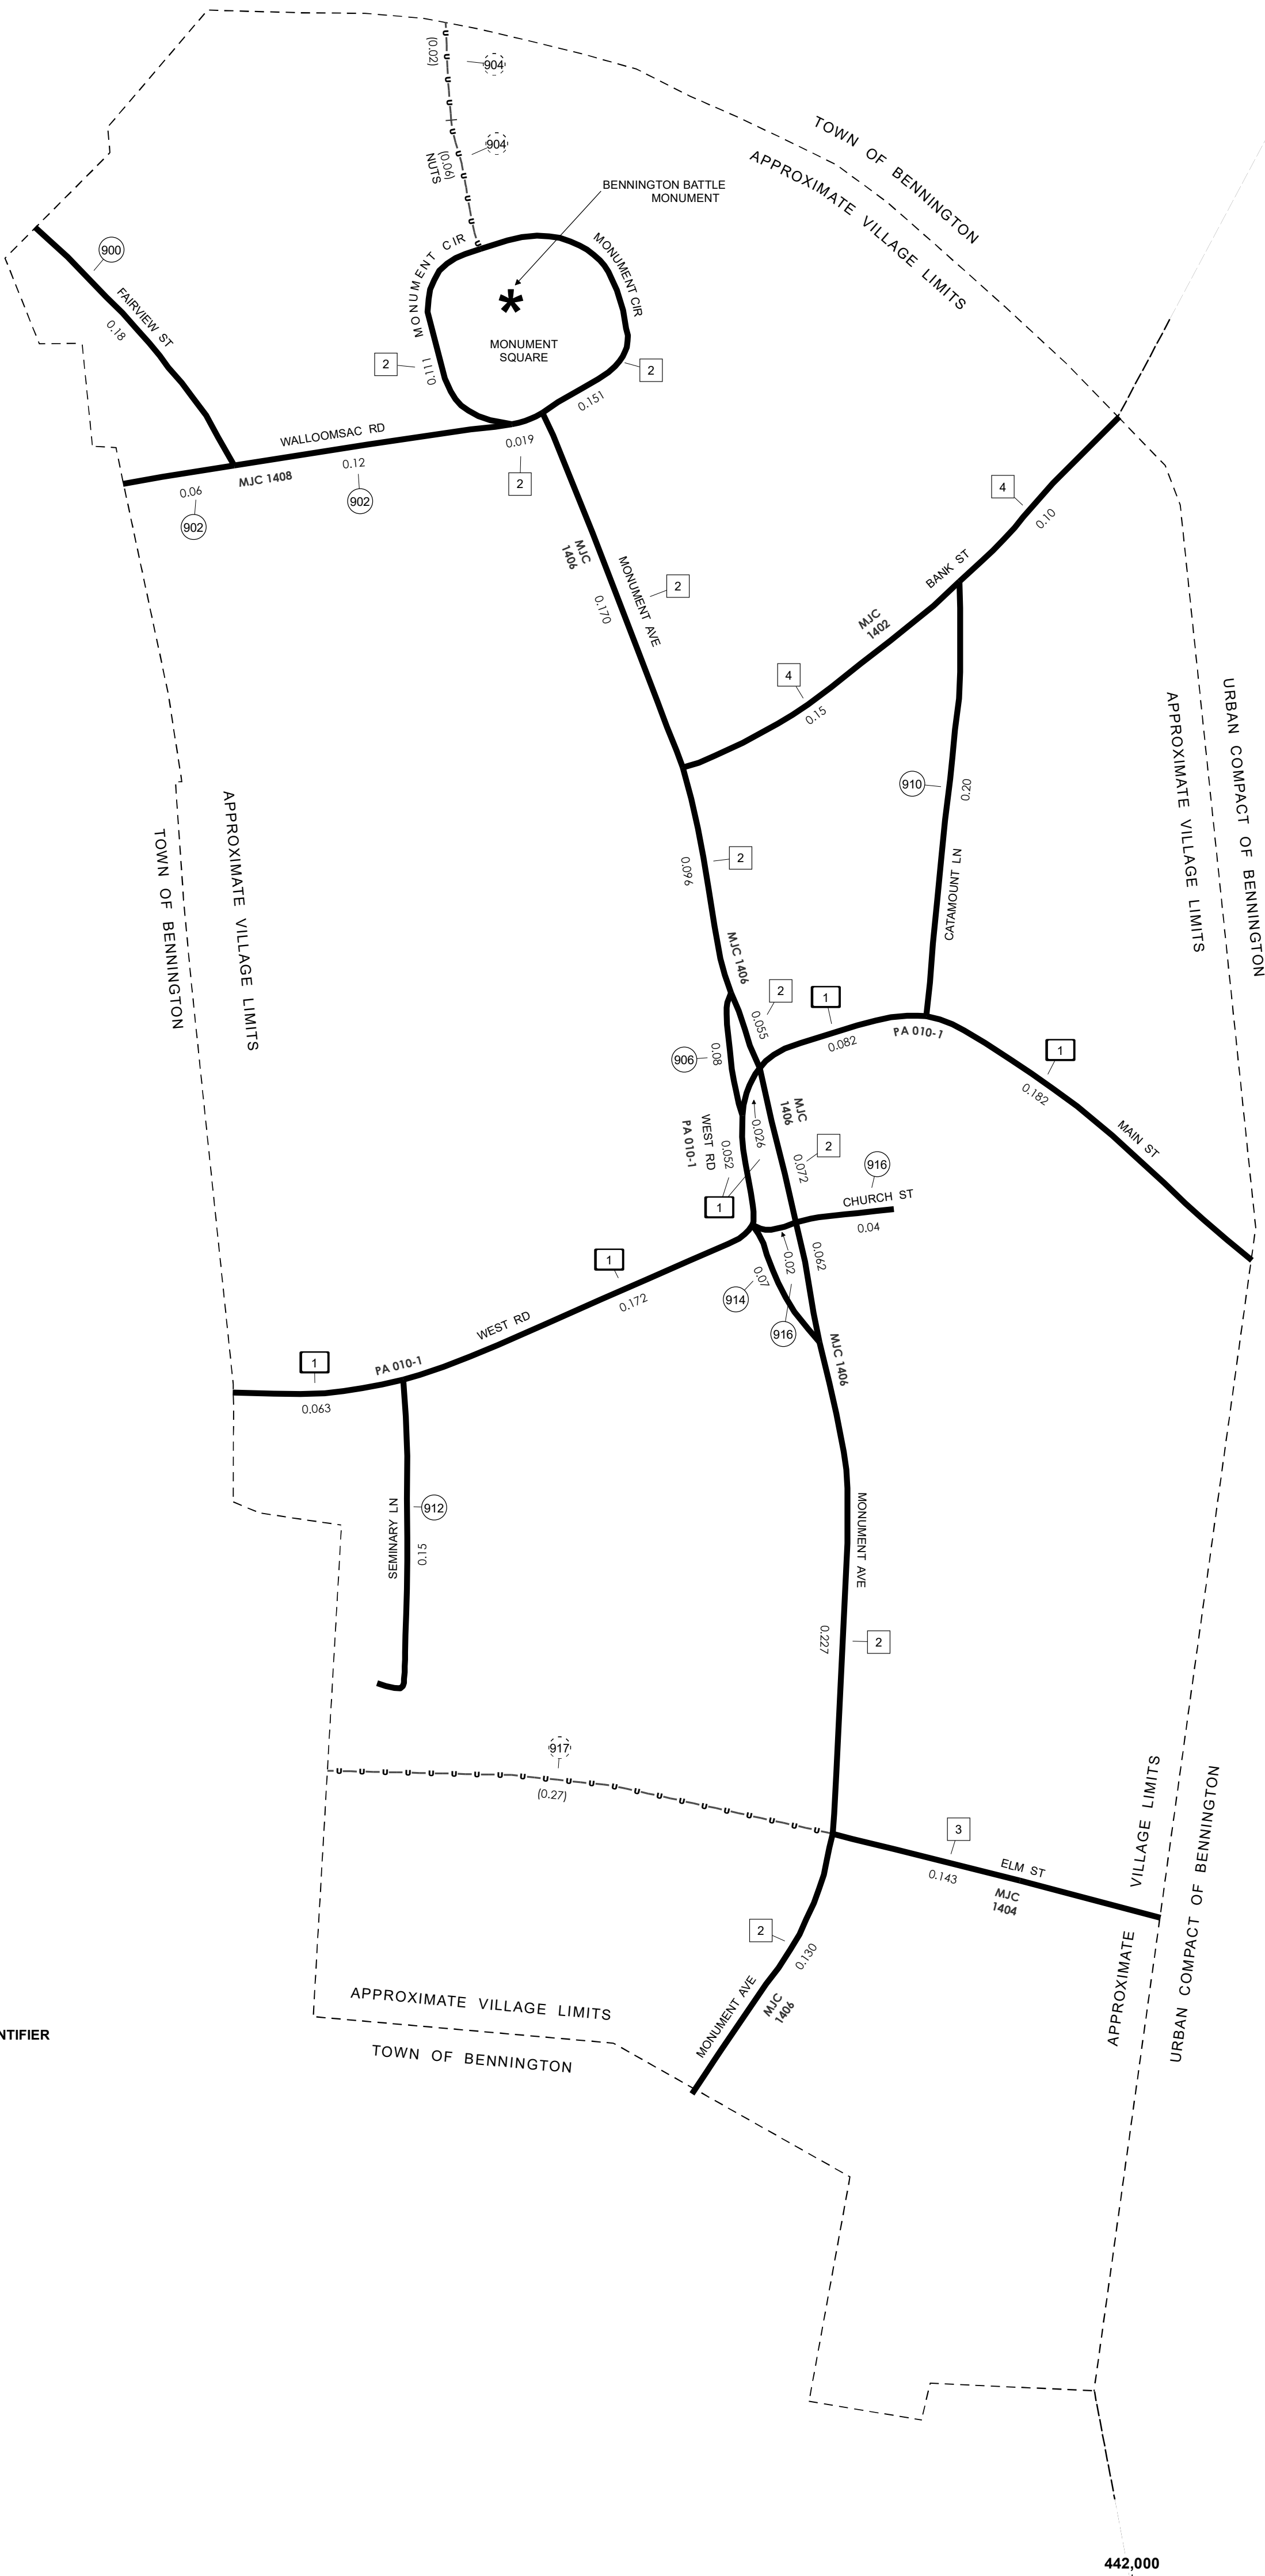 (0.02)
904
904
(0.06)
NUTS
TOWN OF BENNINGTON
APPROXIMATE VILLAGE LIMITS
BENNINGTON BATTLE
MONUMENT
900
FAIRVIEW ST
0.18
MONUMENT CIR
MONUMENT CIR
MONUMENT
SQUARE
2
0.111
2
0.151
WALLOOMSAC RD
0.019
2
0.12
MJC 1408
0.06
902
902
4
0.10
MJC
1406
MONUMENT AVE
2
0.170
BANK ST
MJC
1402
4
0.15
URBAN COMPACT OF BENNINGTON
APPROXIMATE VILLAGE LIMITS
910
0.20
CATAMOUNT LN
APPROXIMATE VILLAGE LIMITS
TOWN OF BENNINGTON
2
0.096
MJC 1406
2
0.055
1
0.082
PA 010-1
1
0.182
MAIN ST
906
0.08
MJC
1406
0.026
WEST RD
PA 010-1
0.052
0.072
2
916
CHURCH ST
0.04
1
1
0.172
0.062
0.02
0.07
914
916
WEST RD
MJC 1406
1
PA 010-1
0.063
912
SEMINARY LN
0.15
MONUMENT AVE
0.227
2
917
(0.27)
3
ELM ST
0.143
MJC
1404
VILLAGE LIMITS
URBAN COMPACT OF BENNINGTON
APPROXIMATE
2
0.130
MONUMENT AVE
MJC
1406
APPROXIMATE VILLAGE LIMITS
TOWN OF BENNINGTON
NTIFIER
442,000